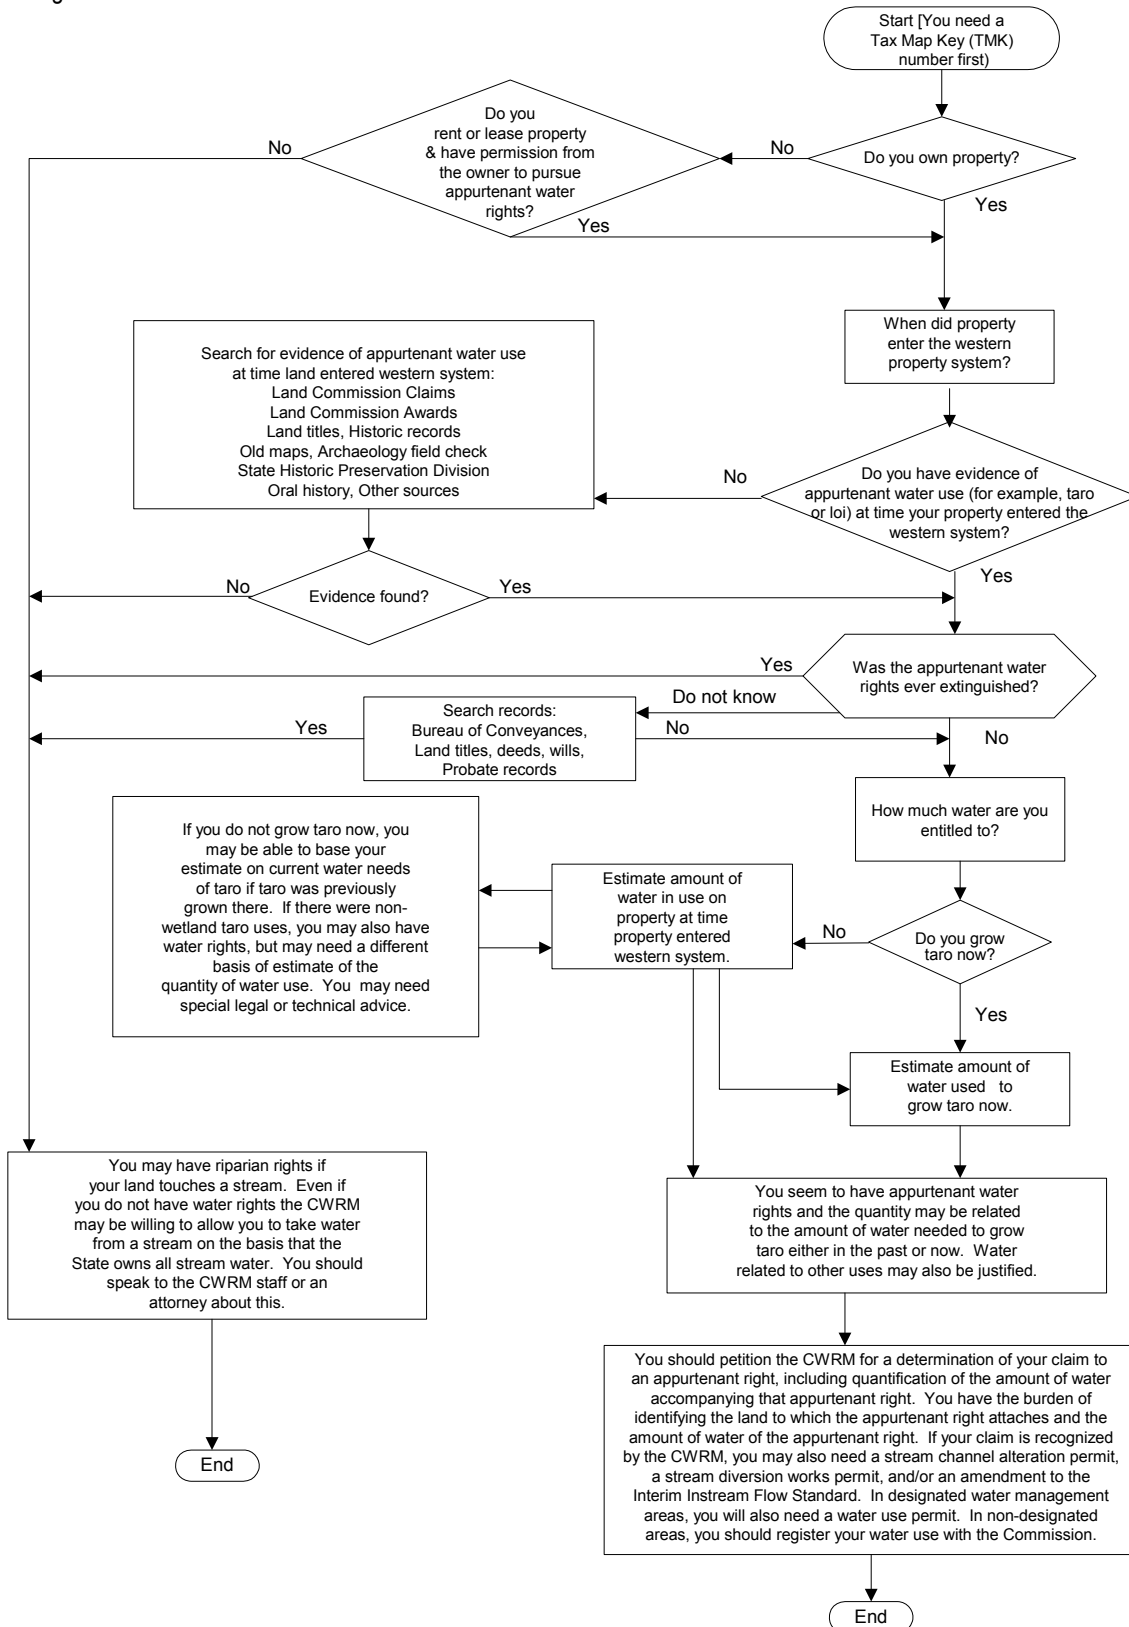 Start [You need a
Tax Map Key (TMK)
number first)
Do you own property?
No
Yes
Do you
rent or lease property
& have permission from
the owner to pursue
appurtenant water
rights?
No
Yes
When did property
enter the western
property system?
Do you have evidence of
appurtenant water use (for example, taro
or loi) at time your property entered the
western system?
No
Yes
Search for evidence of appurtenant water use
at time land entered western system:
Land Commission Claims
Land Commission Awards
Land titles, Historic records
Old maps, Archaeology field check
State Historic Preservation Division
Oral history, Other sources
Evidence found?
No
Yes
Was the appurtenant water
rights ever extinguished?
Yes
Do not know
No
Search records:
Bureau of Conveyances,
Land titles, deeds, wills,
Probate records
Yes
No
How much water are you
entitled to?
Do you grow
taro now?
No
Yes
Estimate amount of
water in use on
property at time
property entered
western system.
If you do not grow taro now, you
may be able to base your
estimate on current water needs
of taro if taro was previously
grown there. If there were non-
wetland taro uses, you may also have
water rights, but may need a different
basis of estimate of the
quantity of water use. You may need
special legal or technical advice.
Estimate amount of
water used to
grow taro now.
You may have riparian rights if
your land touches a stream. Even if
you do not have water rights the CWRM
may be willing to allow you to take water
from a stream on the basis that the
State owns all stream water. You should
speak to the CWRM staff or an
attorney about this.
End
You seem to have appurtenant water
rights and the quantity may be related
to the amount of water needed to grow
taro either in the past or now. Water
related to other uses may also be justified.
You should petition the CWRM for a determination of your claim to
an appurtenant right, including quantification of the amount of water
accompanying that appurtenant right. You have the burden of
identifying the land to which the appurtenant right attaches and the
amount of water of the appurtenant right. If your claim is recognized
by the CWRM, you may also need a stream channel alteration permit,
a stream diversion works permit, and/or an amendment to the
Interim Instream Flow Standard. In designated water management
areas, you will also need a water use permit. In non-designated
areas, you should register your water use with the Commission.
End